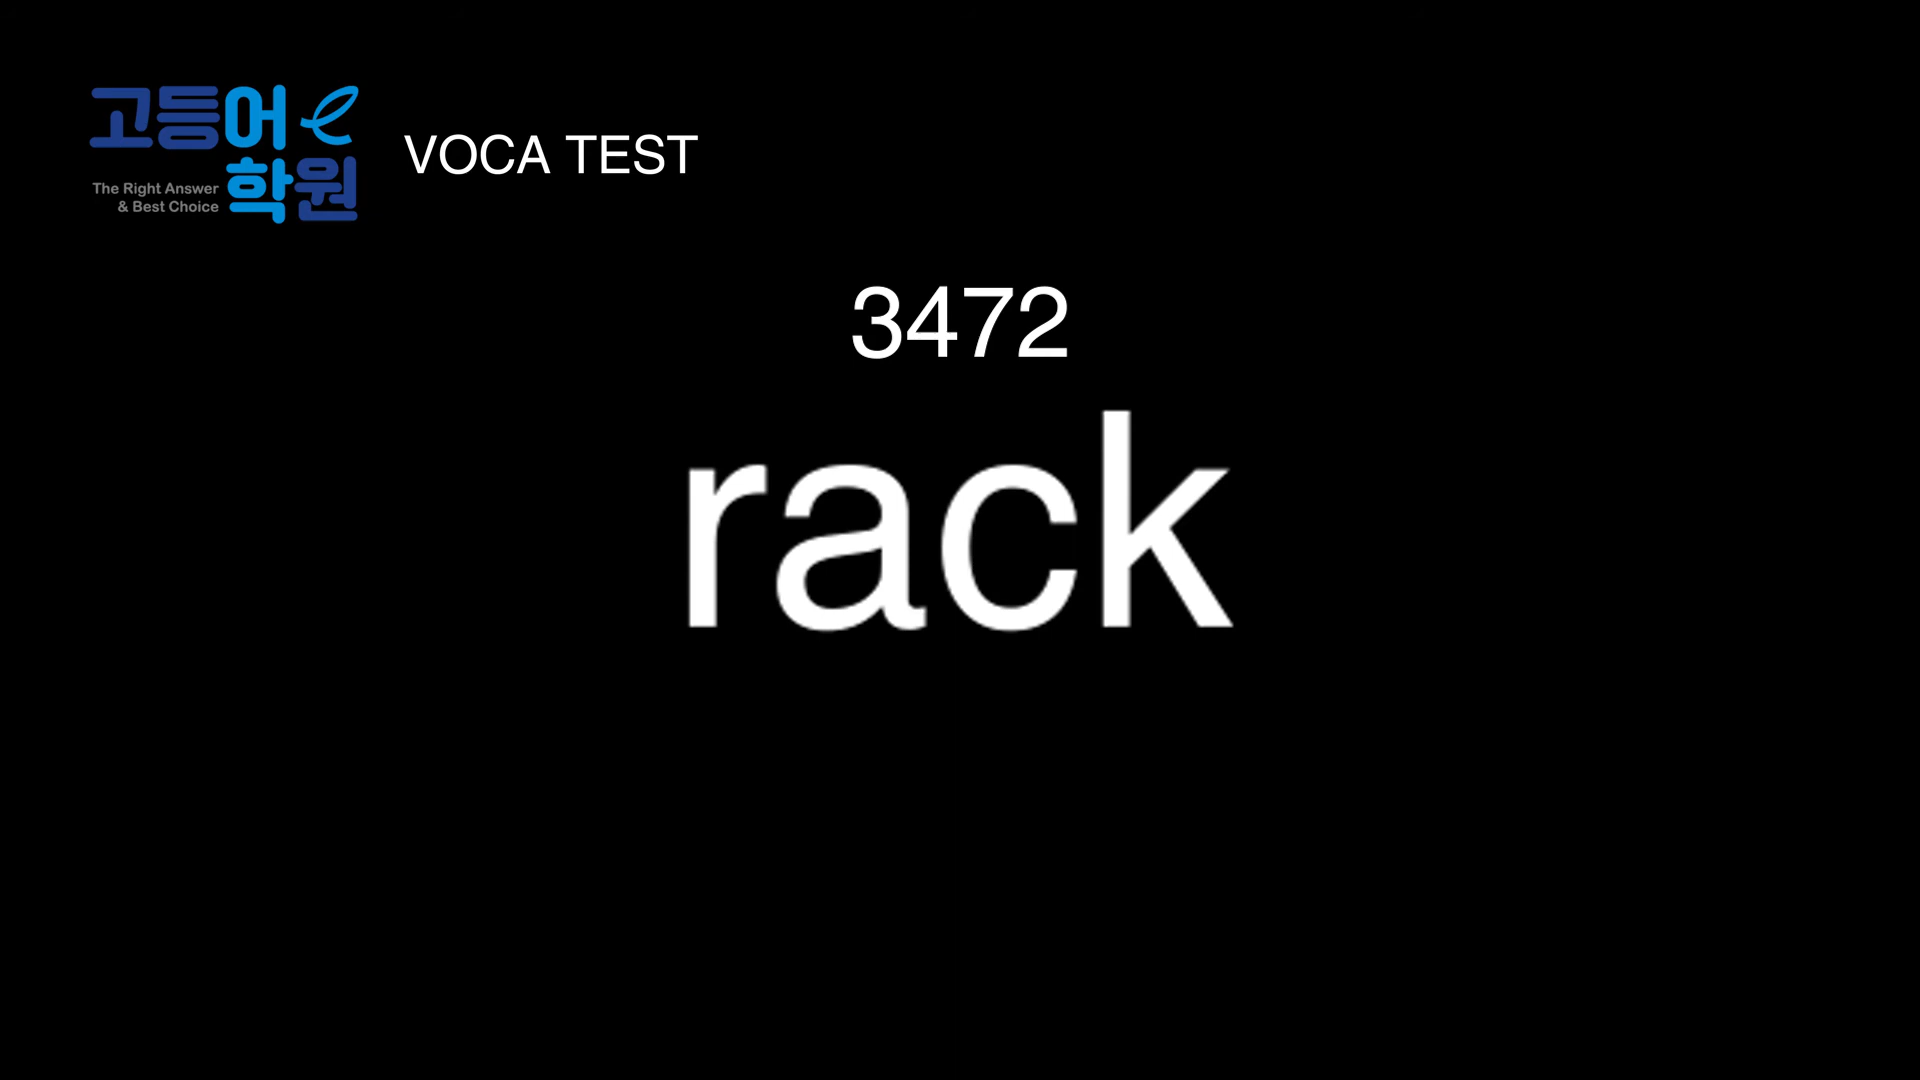 고등어
학원
The Right Answer
& Best Choice
VOCA TEST
3472
rack